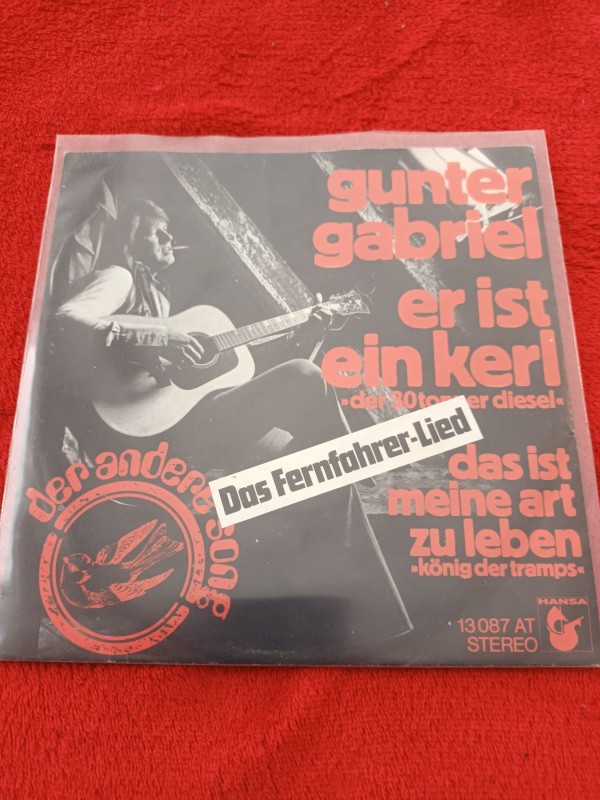 gunter
gabriel
er ist
ein kerl
»der 30 tonner diesel«
Das Fernfahrer-Lied
das ist
meine art
zu leben
»könig der tramps«
der andere song
HANSA
13 087 AT
STEREO